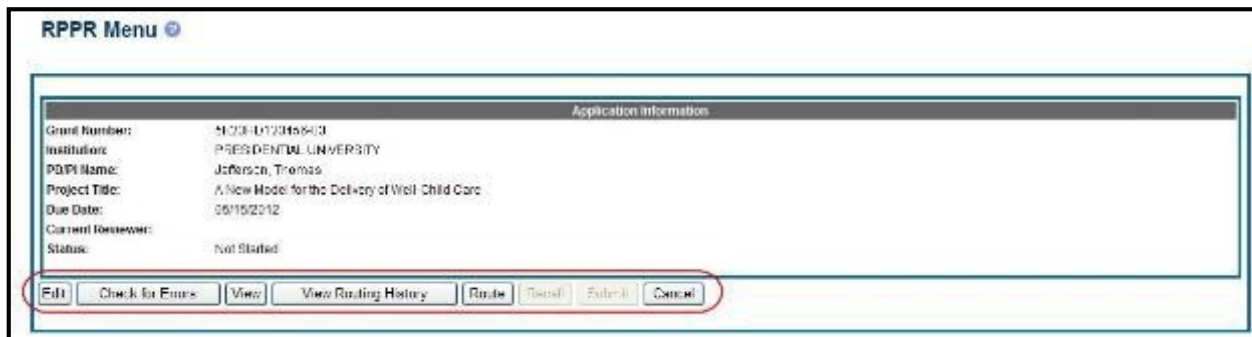 RPPR Menu
Application Information
Grant Number:
Institution: PRESIDENTIAL UNIVERSITY
PD/PI Name: Jefferson, Thomas
Project Title: A New Model for the Delivery of Well-Child Care
Due Date: 05/15/2012
Current Reviewer:
Status: Not Started
Edit Check for Errors View View Routing History Route Recall Submit Cancel